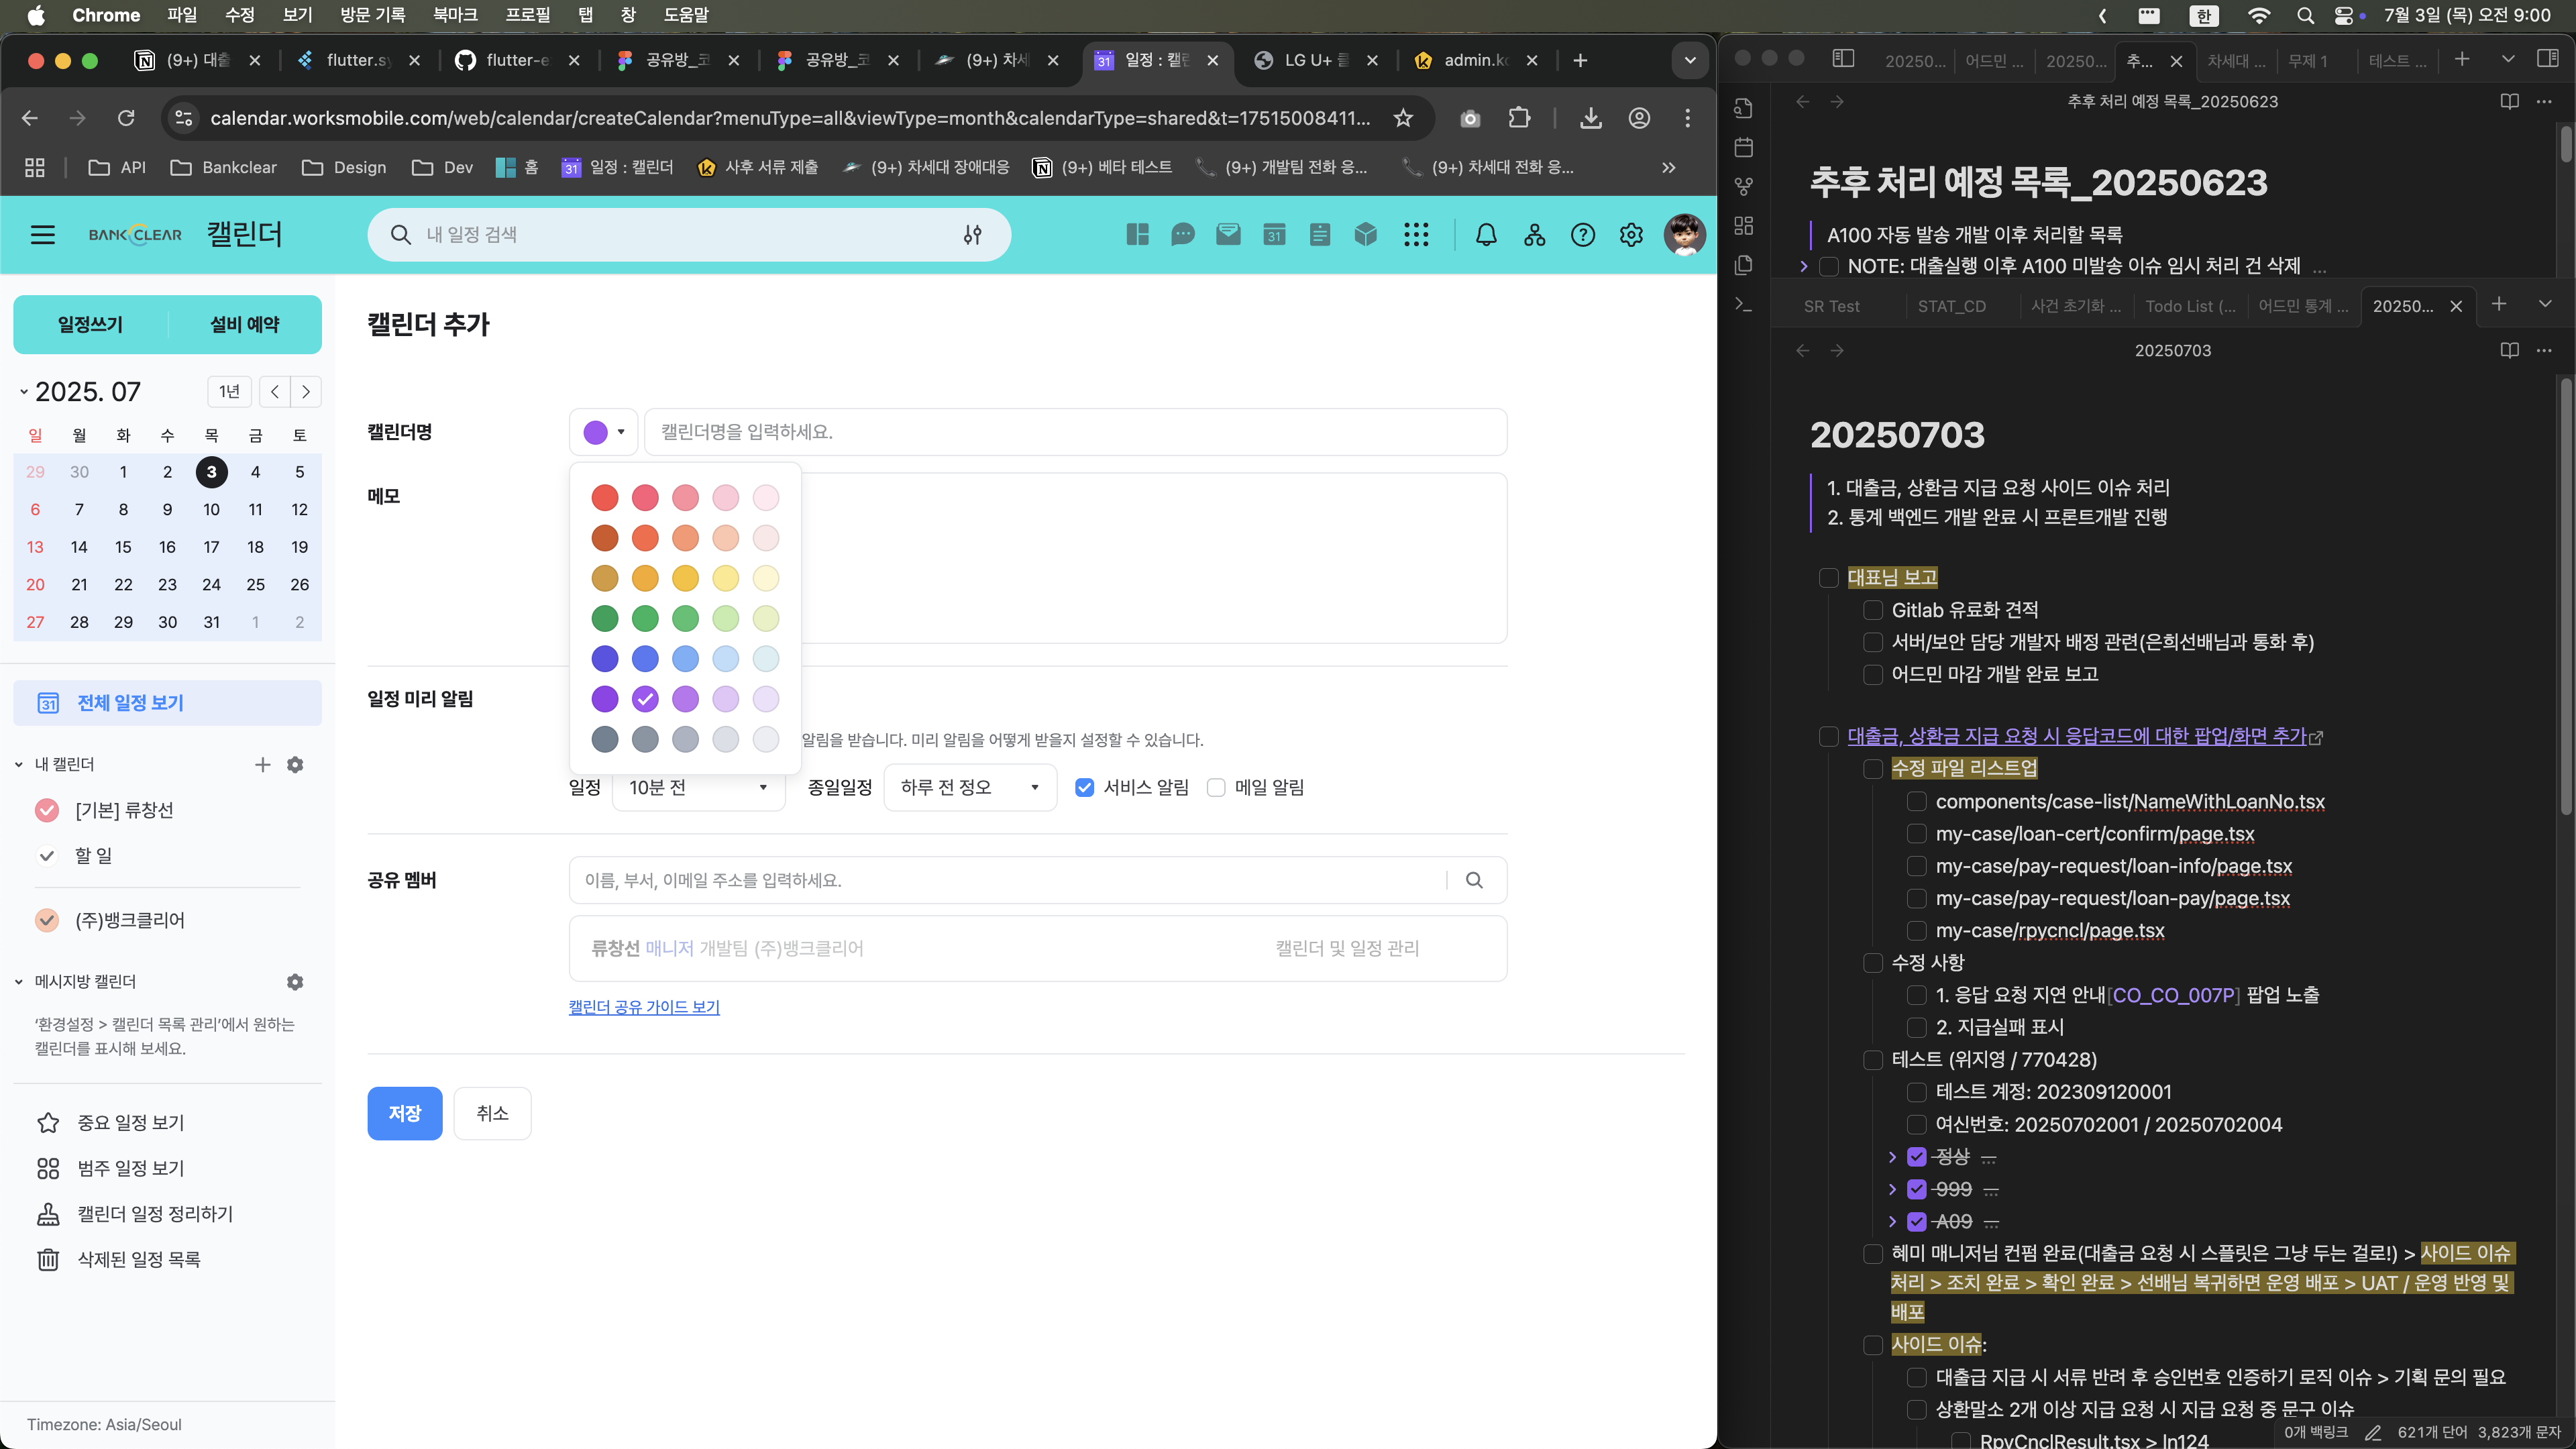 Chrome 파일 수정 보기 방문 기록 북마크 프로필 탭 창 도움말
한 7월 3일 (목) 오전 9:00
(9+) 대출 flutter.sy flutter-e 공유방_코 공유방_코 (9+) 차세 일정 : 캘린 LG U+ 클 admin.ko
calendar.worksmobile.com/web/calendar/createCalendar?menuType=all&viewType=month&calendarType=shared&t=17515008411...
API Bankclear Design Dev 홈 일정 : 캘린더 사후 서류 제출 (9+) 차세대 장애대응 (9+) 베타 테스트 (9+) 개발팀 전화 응... (9+) 차세대 전화 응...
BANKCLEAR 캘린더
내 일정 검색
일정쓰기 설비 예약
2025. 07 1년
일 월 화 수 목 금 토
29 30 1 2 3 4 5
6 7 8 9 10 11 12
13 14 15 16 17 18 19
20 21 22 23 24 25 26
27 28 29 30 31 1 2
전체 일정 보기
내 캘린더
[기본] 류창선
할 일
(주)뱅크클리어
메시지방 캘린더
'환경설정 > 캘린더 목록 관리'에서 원하는
캘린더를 표시해 보세요.
중요 일정 보기
범주 일정 보기
캘린더 일정 정리하기
삭제된 일정 목록
Timezone: Asia/Seoul
캘린더 추가
캘린더명
캘린더명을 입력하세요.
메모
일정 미리 알림
알림을 받습니다. 미리 알림을 어떻게 받을지 설정할 수 있습니다.
일정 10분 전 종일일정 하루 전 정오 서비스 알림 메일 알림
공유 멤버
이름, 부서, 이메일 주소를 입력하세요.
류창선 매니저 개발팀 (주)뱅크클리어 캘린더 및 일정 관리
캘린더 공유 가이드 보기
저장 취소
20250... 어드민 ... 20250... 추... 차세대 ... 무제 1 테스트 ...
추후 처리 예정 목록_20250623
추후 처리 예정 목록_20250623
A100 자동 발송 개발 이후 처리할 목록
NOTE: 대출실행 이후 A100 미발송 이슈 임시 처리 건 삭제 ...
SR Test STAT_CD 사건 초기화 ... Todo List (... 어드민 통계 ... 20250...
20250703
20250703
1. 대출금, 상환금 지급 요청 사이드 이슈 처리
2. 통계 백엔드 개발 완료 시 프론트개발 진행
대표님 보고
Gitlab 유료화 견적
서버/보안 담당 개발자 배정 관련(은희선배님과 통화 후)
어드민 마감 개발 완료 보고
대출금, 상환금 지급 요청 시 응답코드에 대한 팝업/화면 추가
수정 파일 리스트업
components/case-list/NameWithLoanNo.tsx
my-case/loan-cert/confirm/page.tsx
my-case/pay-request/loan-info/page.tsx
my-case/pay-request/loan-pay/page.tsx
my-case/rpycncl/page.tsx
수정 사항
1. 응답 요청 지연 안내[CO_CO_007P] 팝업 노출
2. 지급실패 표시
테스트 (위지영 / 770428)
테스트 계정: 202309120001
여신번호: 20250702001 / 20250702004
정상 ...
999 ...
A09 ...
혜미 매니저님 컨펌 완료(대출금 요청 시 스플릿은 그냥 두는 걸로!) > 사이드 이슈
처리 > 조치 완료 > 확인 완료 > 선배님 복귀하면 운영 배포 > UAT / 운영 반영 및
배포
사이드 이슈:
대출급 지급 시 서류 반려 후 승인번호 인증하기 로직 이슈 > 기획 문의 필요
상환말소 2개 이상 지급 요청 시 지급 요청 중 문구 이슈
RpyCnclResult.tsx > ln124
0개 백링크 621개 단어 3,823개 문자